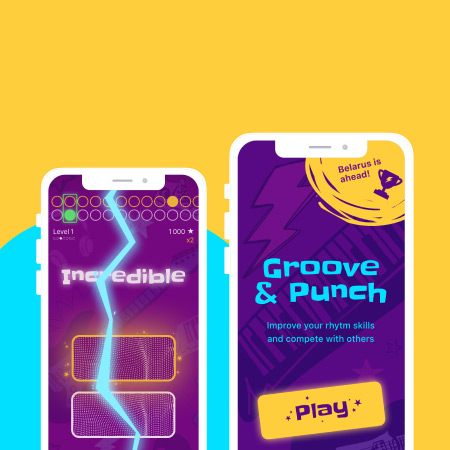 Level 1
1000 ★
x2
Incredible
Belarus is
ahead!
Groove
& Punch
Improve your rhytm skills
and compete with others
Play